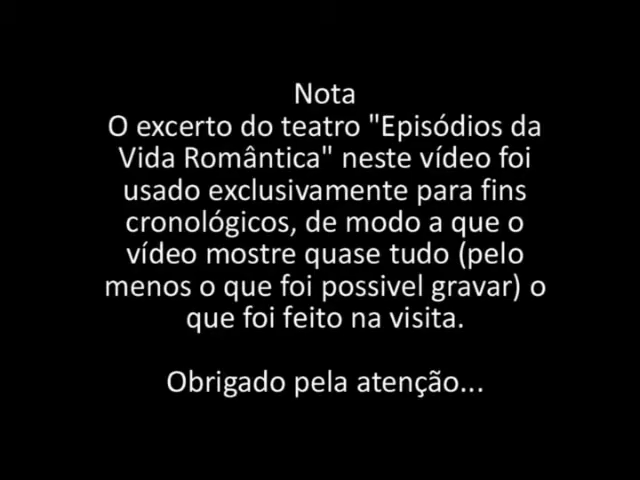 Nota
O excerto do teatro "Episódios da
Vida Romântica" neste vídeo foi
usado exclusivamente para fins
cronológicos, de modo a que o
vídeo mostre quase tudo (pelo
menos o que foi possivel gravar) o
que foi feito na visita.
Obrigado pela atenção...